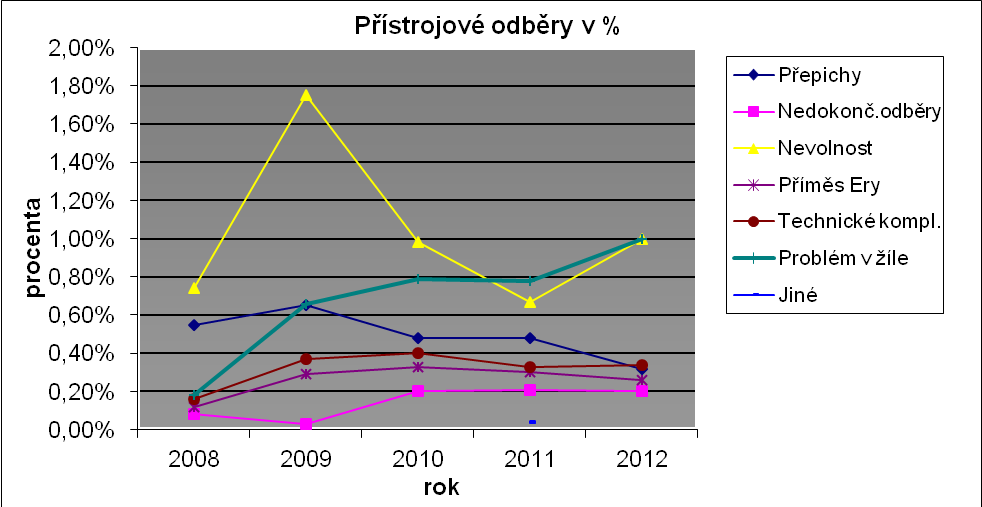 Přístrojové odběry v %
2,00%
1,80%
1,60%
1,40%
1,20%
1,00%
0,80%
0,60%
0,40%
0,20%
0,00%
procenta
2008 2009 2010 2011 2012
rok
Přepichy
Nedokonč.odběry
Nevolnost
Příměs Ery
Technické kompl.
Problém v žíle
Jiné